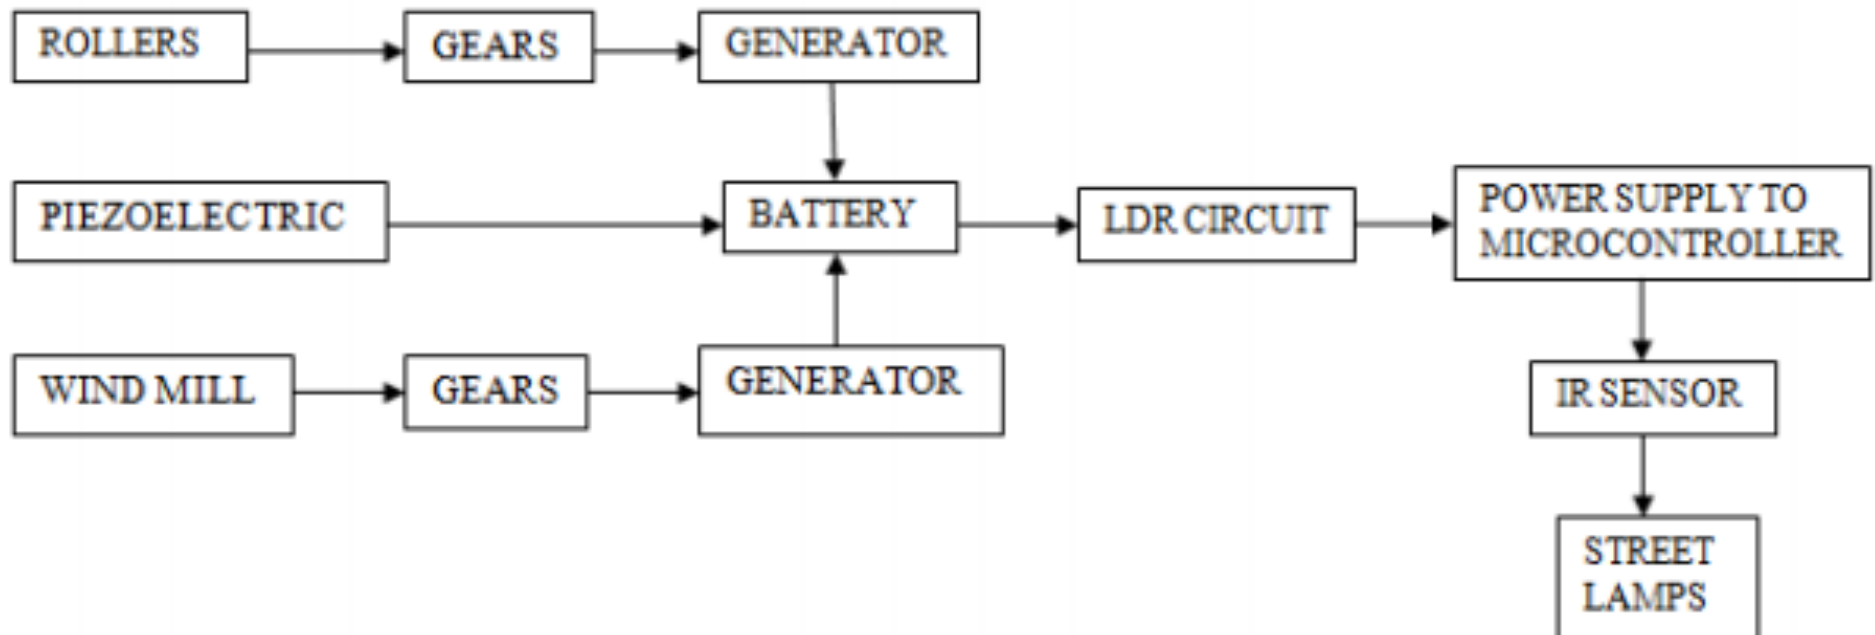 ROLLERS
GEARS
GENERATOR
PIEZOELECTRIC
BATTERY
LDR CIRCUIT
POWER SUPPLY TO
MICROCONTROLLER
WIND MILL
GEARS
GENERATOR
IR SENSOR
STREET
LAMPS